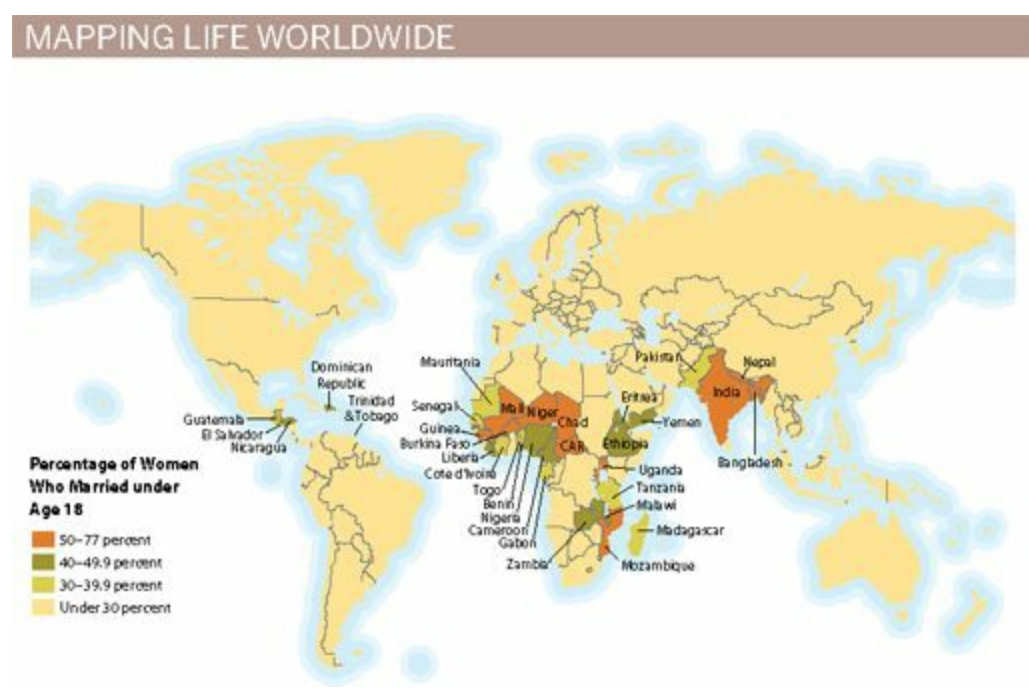 MAPPING LIFE WORLDWIDE
Mauritania
Pakistan
Nepal
Dominican
Republic
India
Eritrea
Trinidad
& Tobago
Senegal
Mali
Niger
Chad
Yemen
Guatemala
Guinea
El Salvador
Burkina Faso
CAR
Ethiopia
Nicaragua
Liberia
Bangladesh
Cote d'Ivoire
Uganda
Togo
Tanzania
Benin
Malawi
Nigeria
Cameroon
Madagascar
Gabon
Zambia
Mozambique
Percentage of Women
Who Married under
Age 18
50–77 percent
40–49.9 percent
30–39.9 percent
Under 30 percent